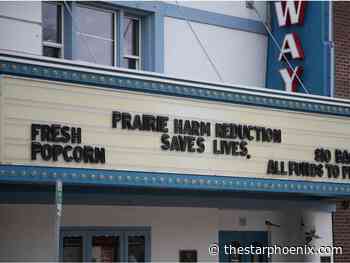 WAY
PRAIRIE HARM REDUCTION
SAVES LIVES.
FRESH
POPCORN
ALL FUNDS TO
thestarphoenix.com